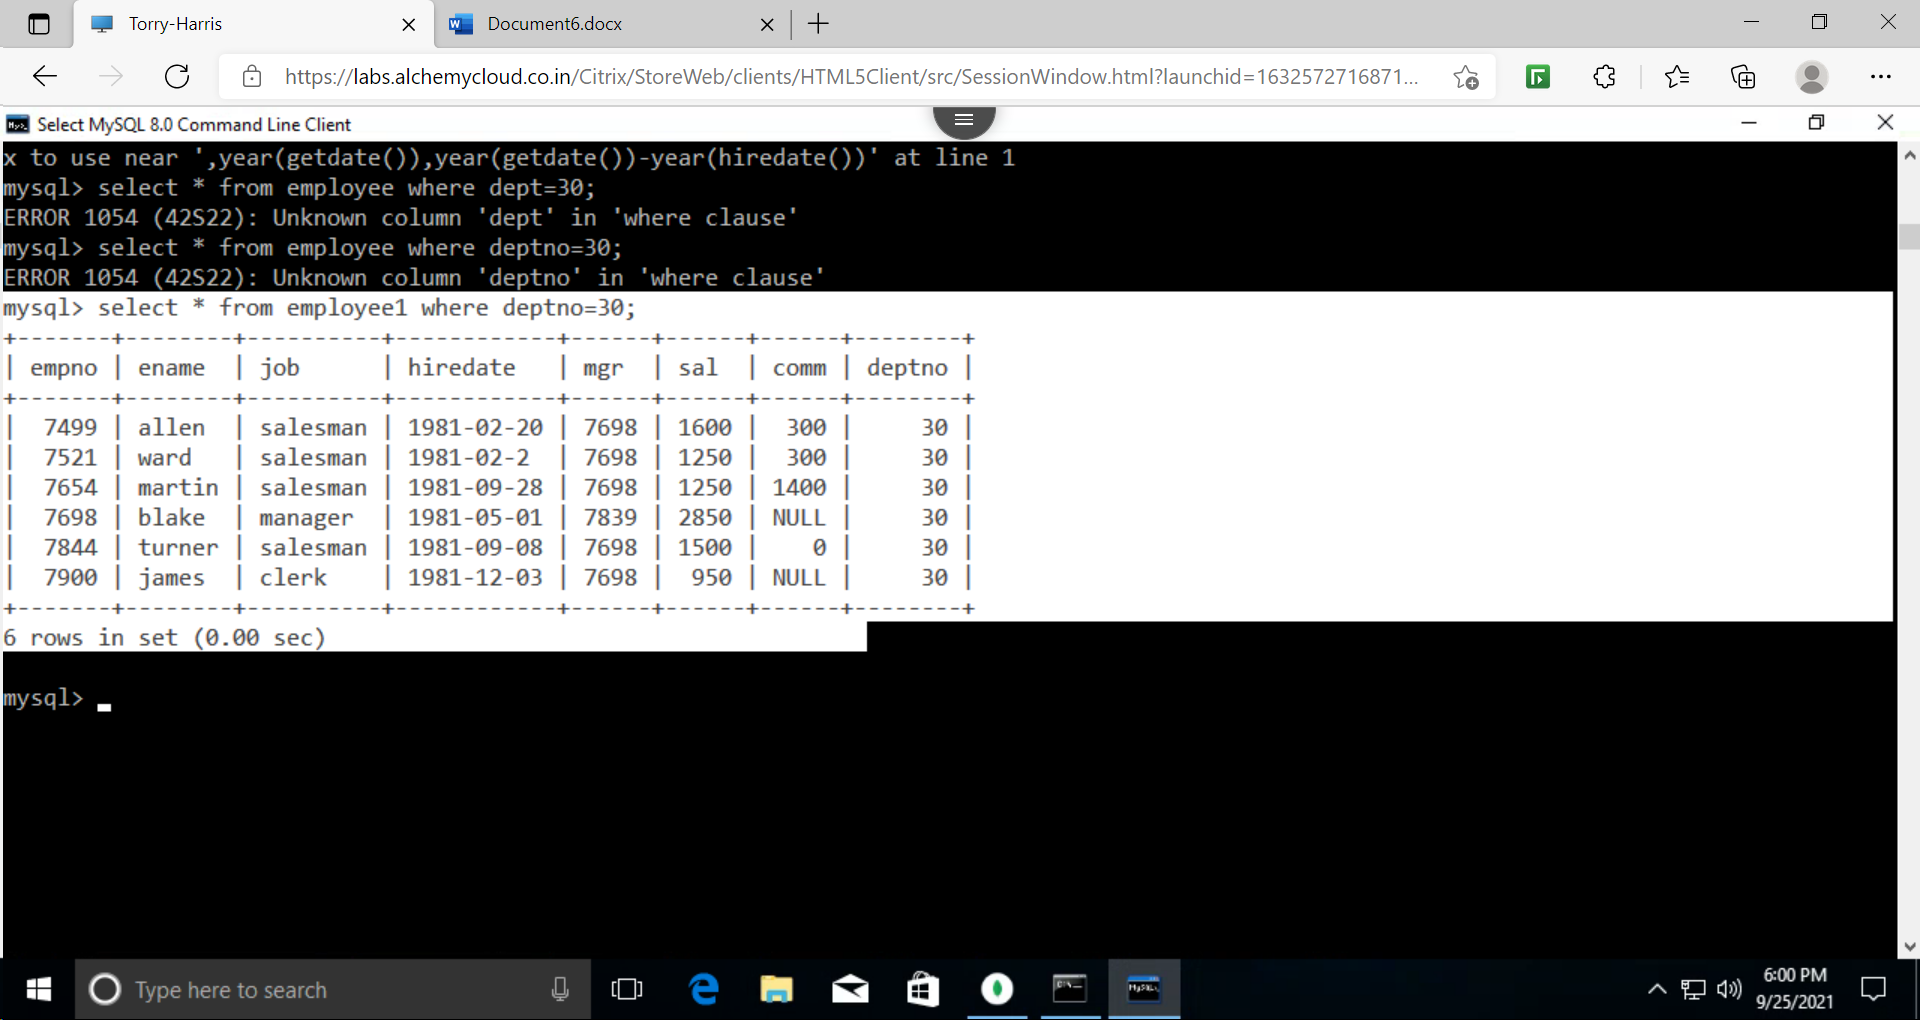 Torry-Harris
Document6.docx
https://labs.alchemycloud.co.in/Citrix/StoreWeb/clients/HTML5Client/src/SessionWindow.html?launchid=1632572716871...
Select MySQL 8.0 Command Line Client
x to use near ',year(getdate()),year(getdate())-year(hiredate())' at line 1
mysql> select * from employee where dept=30;
ERROR 1054 (42S22): Unknown column 'dept' in 'where clause'
mysql> select * from employee where deptno=30;
ERROR 1054 (42S22): Unknown column 'deptno' in 'where clause'
mysql> select * from employee1 where deptno=30;
+-------+--------+----------+------------+------+------+------+--------+
| empno | ename  | job      | hiredate   | mgr  | sal  | comm | deptno |
+-------+--------+----------+------------+------+------+------+--------+
|  7499 | allen  | salesman | 1981-02-20 | 7698 | 1600 |  300 |     30 |
|  7521 | ward   | salesman | 1981-02-2  | 7698 | 1250 |  300 |     30 |
|  7654 | martin | salesman | 1981-09-28 | 7698 | 1250 | 1400 |     30 |
|  7698 | blake  | manager  | 1981-05-01 | 7839 | 2850 | NULL |     30 |
|  7844 | turner | salesman | 1981-09-08 | 7698 | 1500 |    0 |     30 |
|  7900 | james  | clerk    | 1981-12-03 | 7698 |  950 | NULL |     30 |
+-------+--------+----------+------------+------+------+------+--------+
6 rows in set (0.00 sec)
mysql>
Type here to search
6:00 PM
9/25/2021